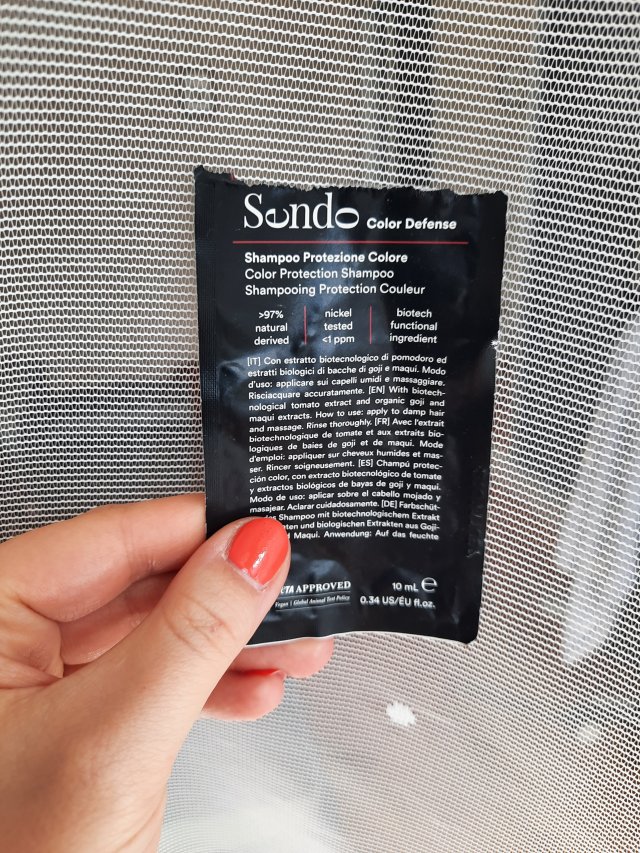 Sendo Color Defense
Shampoo Protezione Colore
Color Protection Shampoo
Shampooing Protection Couleur
>97% nickel biotech
natural tested functional
derived <1 ppm ingredient
[IT] Con estratto biotecnologico di pomodoro ed
estratti biologici di bacche di goji e maqui. Modo
d'uso: applicare sui capelli umidi e massaggiare.
Risciacquare accuratamente. [EN] With biotech-
nological tomato extract and organic goji and
maqui extracts. How to use: apply to damp hair
and massage. Rinse thoroughly. [FR] Avec l'extrait
biotechnologique de tomate et aux extraits bio-
logiques de baies de goji et de maqui. Mode
d'emploi: appliquer sur cheveux humides et mas-
ser. Rincer soigneusement. [ES] Champú protec-
ción color, con extracto biotecnológico de tomate
y extractos biológicos de bayas de goji y maqui.
Modo de uso: aplicar sobre el cabello mojado y
masajear. Aclarar cuidadosamente. [DE] Farbschüt-
Shampoo mit biotechnologischem Extrakt
und biologischen Extrakten aus Goji-
Maqui. Anwendung: Auf das feuchte
APPROVED 10 mL e
Vegan | Global Animal Test Policy 0.34 US/EU fl.oz.